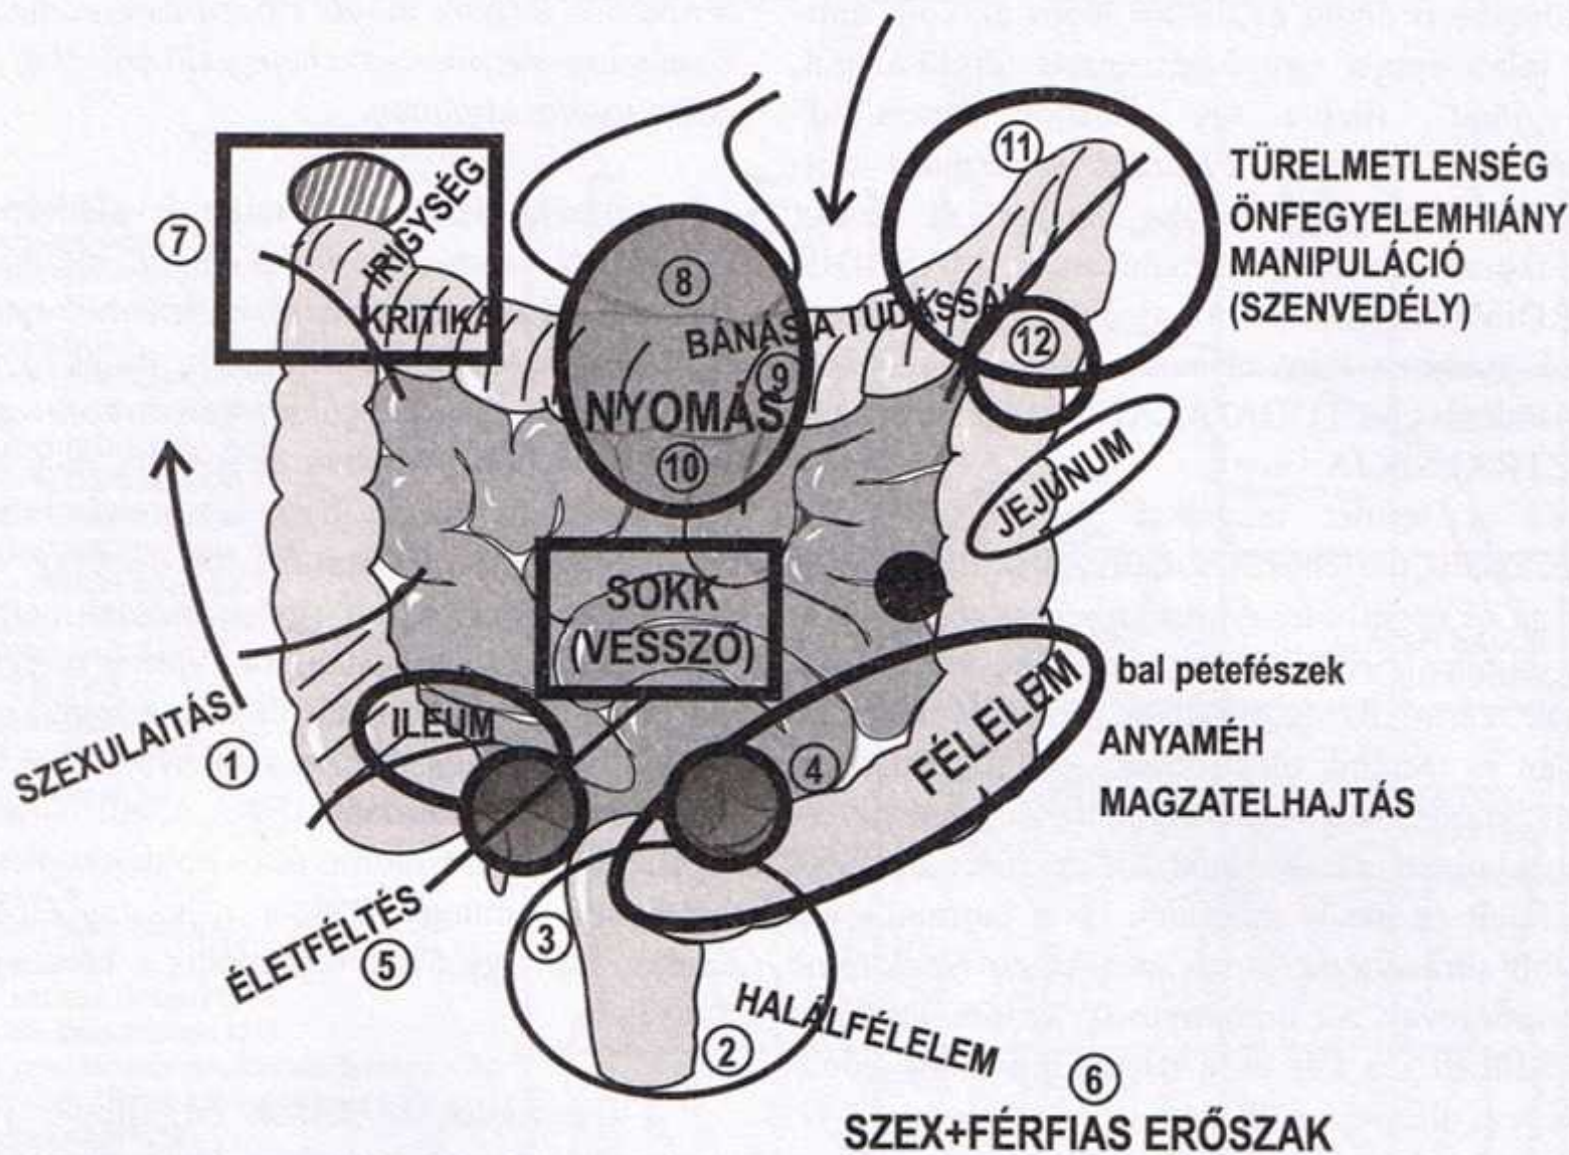 ⑪
TÜRELMETLENSÉG
ÖNFEGYELEMHIÁNY
MANIPULÁCIÓ
(SZENVEDÉLY)
⑦
IRIGYSÉG
KRITIKA
⑧
BÁNÁS A TUDÁSSAL
⑫
⑨
NYOMÁS
⑩
JEJUNUM
SOKK
(VESSZŐ)
FÉLELEM
bal petefészek
ANYAMÉH
MAGZATELHAJTÁS
ILEUM
SZEXULAITÁS
①
④
ÉLETFÉLTÉS
⑤
③
HALÁLFÉLELEM
②
⑥
SZEX+FÉRFIAS ERŐSZAK